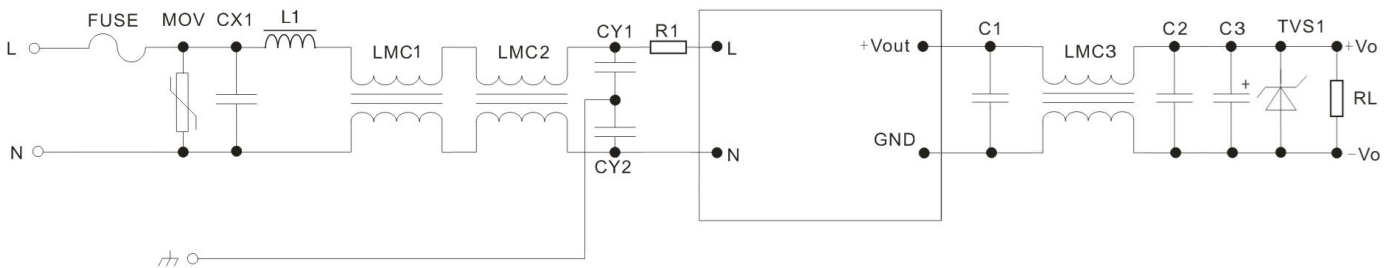 FUSE MOV CX1 L1 LMC1 LMC2 CY1 R1 C1 LMC3 C2 C3 TVS1
L L +Vout +Vo
+ RL
N CY2 N GND −Vo